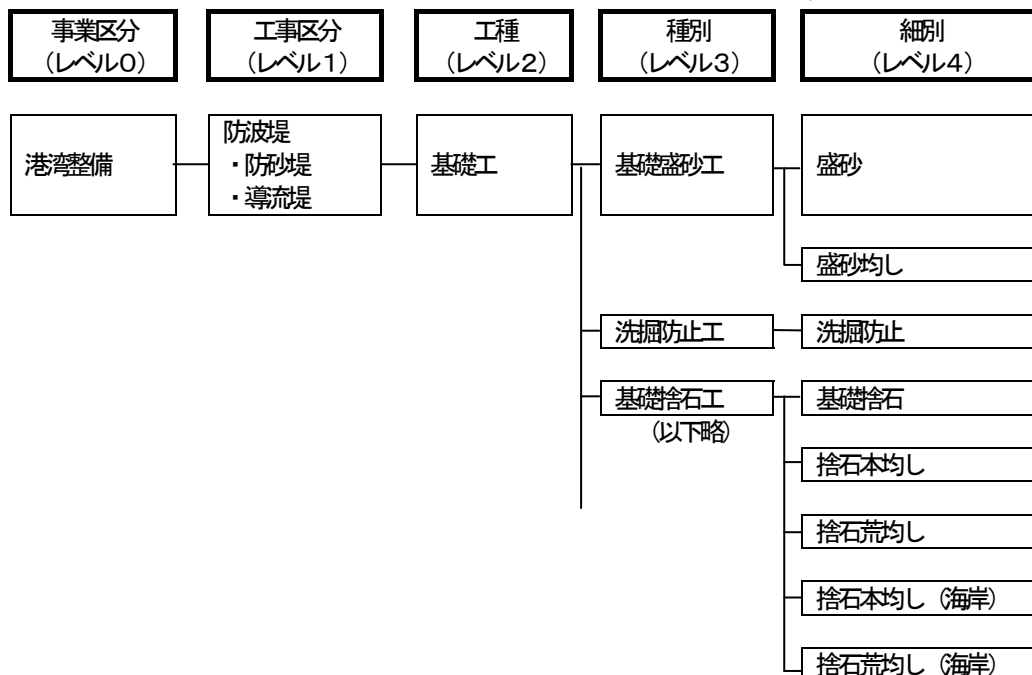 事業区分
(レベル0)
工事区分
(レベル1)
工種
(レベル2)
種別
(レベル3)
細別
(レベル4)
港湾整備
防波堤
・防砂堤
・導流堤
基礎工
基礎盛砂工
盛砂
盛砂均し
洗掘防止工
洗掘防止
基礎捨石工
(以下略)
基礎捨石
捨石本均し
捨石荒均し
捨石本均し（海岸）
捨石荒均し（海岸）